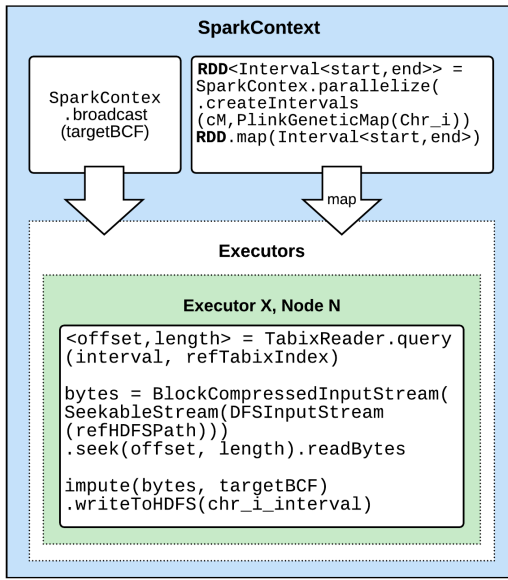 SparkContext
SparkContex
.broadcast
(targetBCF)
RDD<Interval<start,end>> =
SparkContex.parallelize(
.createIntervals
(cM,PlinkGeneticMap(Chr_i))
RDD.map(Interval<start,end>)
map
Executors
Executor X, Node N
<offset,length> = TabixReader.query
(interval, refTabixIndex)
bytes = BlockCompressedInputStream(
SeekableStream(DFSInputStream
(refHDFSPath)))
.seek(offset, length).readBytes
impute(bytes, targetBCF)
.writeToHDFS(chr_i_interval)